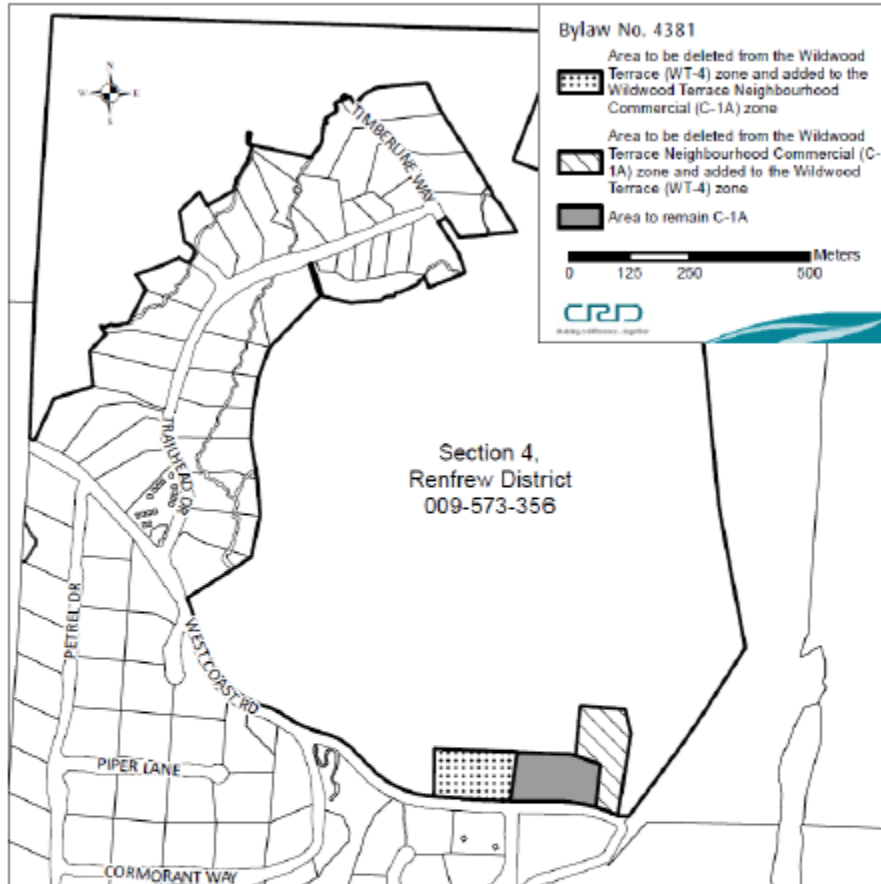 Bylaw No. 4381
Area to be deleted from the Wildwood
Terrace (WT-4) zone and added to the
Wildwood Terrace Neighbourhood
Commercial (C-1A) zone
Area to be deleted from the Wildwood
Terrace Neighbourhood Commercial (C-
1A) zone and added to the Wildwood
Terrace (WT-4) zone
Area to remain C-1A
Meters
0 125 250 500
CRD
Making a difference...together
N
W E
S
TIMBERLINE WAY
TRAILHEAD DR
Section 4,
Renfrew District
009-573-356
PETREL DR
WEST COAST RD
PIPER LANE
CORMORANT WAY